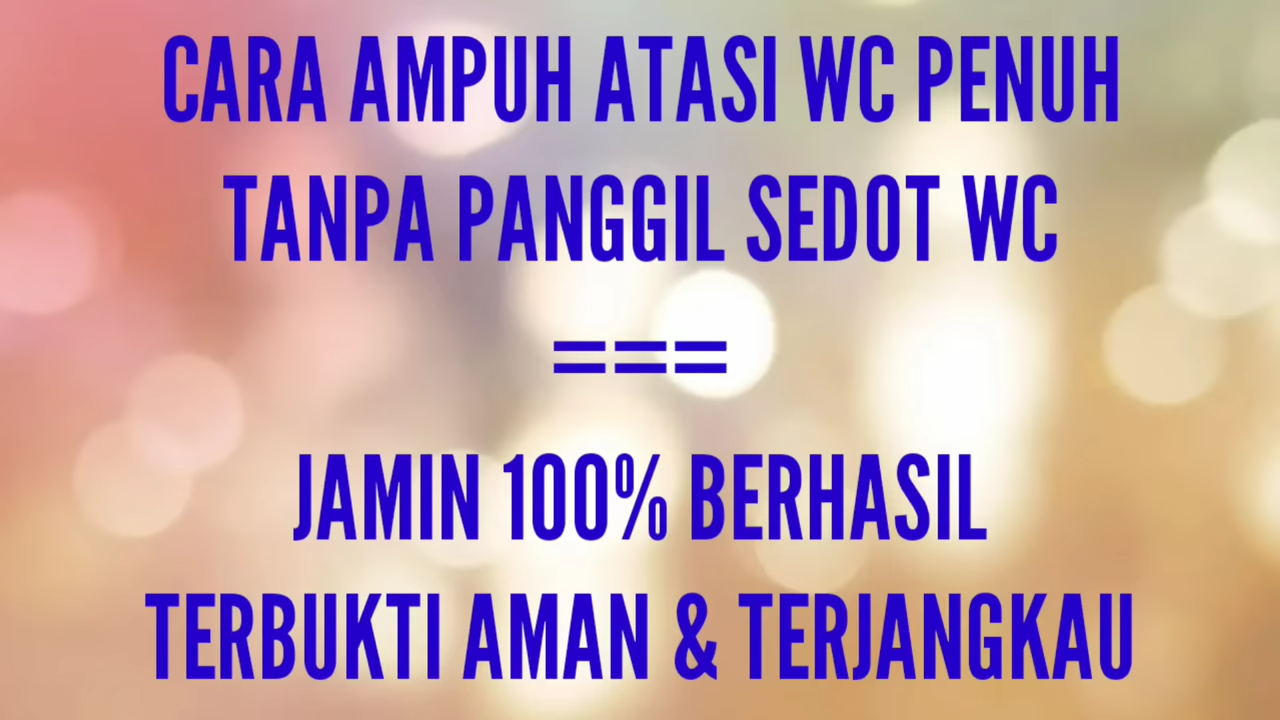 CARA AMPUH ATASI WC PENUH
TANPA PANGGIL SEDOT WC
===
JAMIN 100% BERHASIL
TERBUKTI AMAN & TERJANGKAU